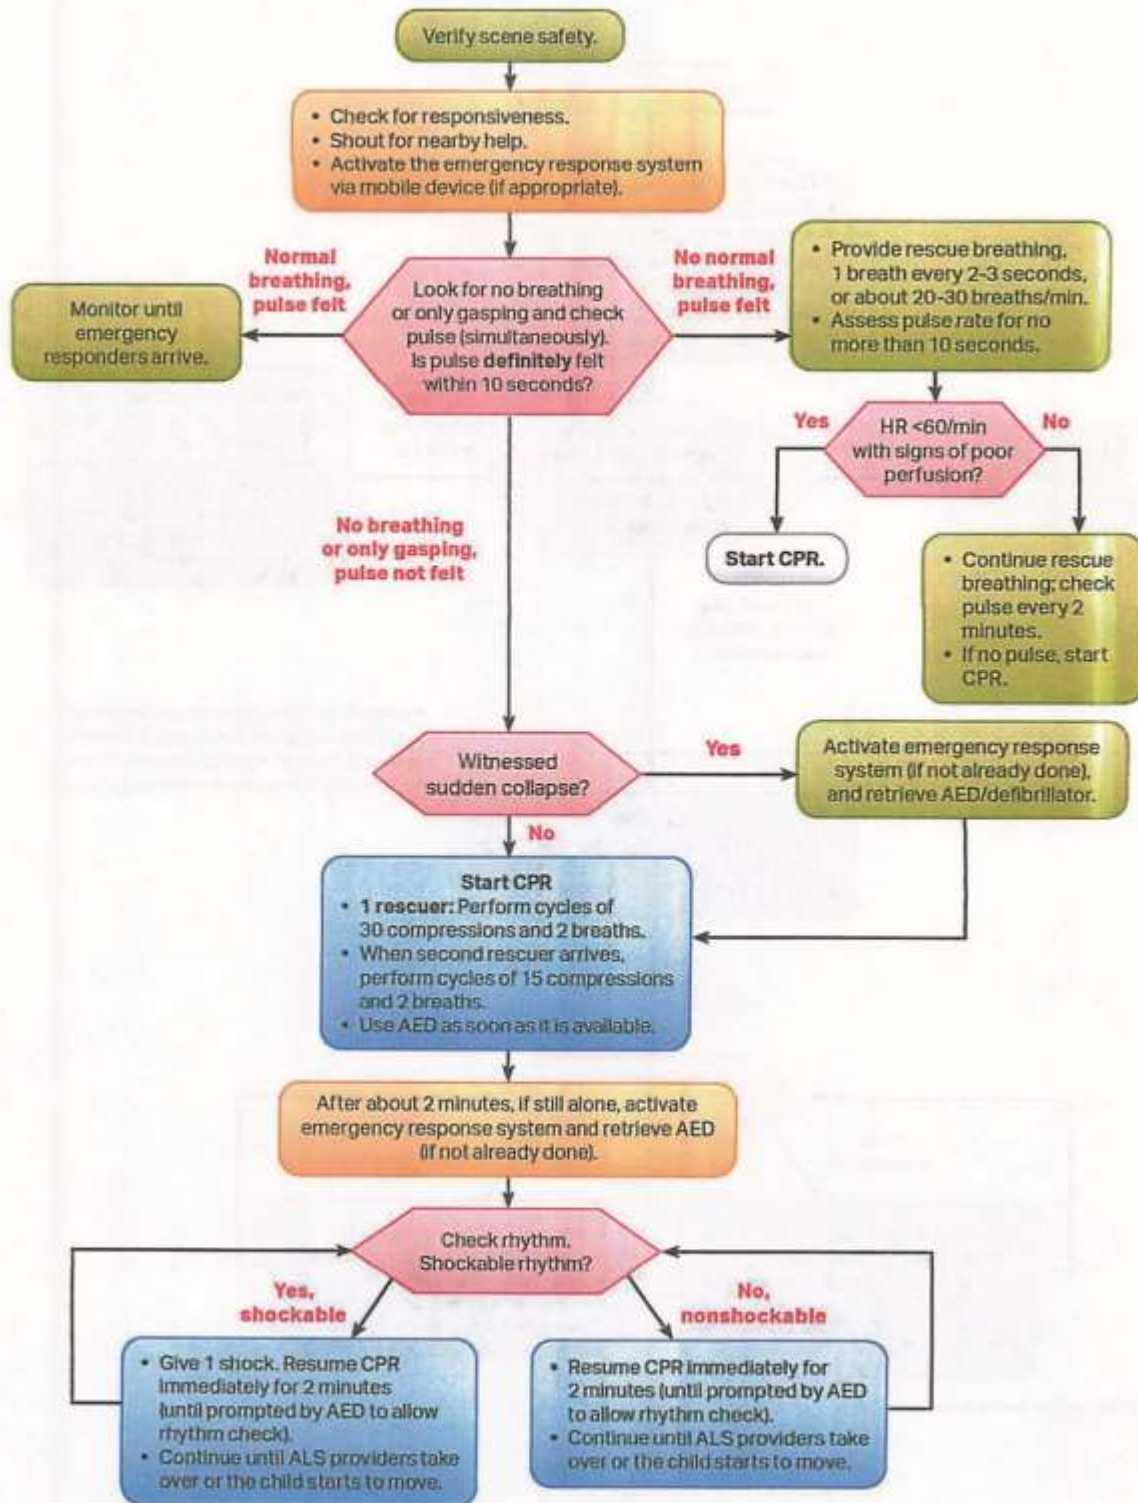 Verify scene safety.
• Check for responsiveness.
• Shout for nearby help.
• Activate the emergency response system
via mobile device (if appropriate).
Normal
breathing,
pulse felt
No normal
breathing,
pulse felt
Monitor until
emergency
responders arrive.
Look for no breathing
or only gasping and check
pulse (simultaneously).
Is pulse definitely felt
within 10 seconds?
• Provide rescue breathing,
1 breath every 2-3 seconds,
or about 20-30 breaths/min.
• Assess pulse rate for no
more than 10 seconds.
Yes
HR <60/min
with signs of poor
perfusion?
No
Start CPR.
• Continue rescue
breathing; check
pulse every 2
minutes.
• If no pulse, start
CPR.
No breathing
or only gasping,
pulse not felt
Witnessed
sudden collapse?
Yes
Activate emergency response
system (if not already done),
and retrieve AED/defibrillator.
No
Start CPR
• 1 rescuer: Perform cycles of
30 compressions and 2 breaths.
• When second rescuer arrives,
perform cycles of 15 compressions
and 2 breaths.
• Use AED as soon as it is available.
After about 2 minutes, if still alone, activate
emergency response system and retrieve AED
(if not already done).
Check rhythm.
Shockable rhythm?
Yes,
shockable
No,
nonshockable
• Give 1 shock. Resume CPR
immediately for 2 minutes
(until prompted by AED to allow
rhythm check).
• Continue until ALS providers take
over or the child starts to move.
• Resume CPR immediately for
2 minutes (until prompted by AED
to allow rhythm check).
• Continue until ALS providers take
over or the child starts to move.